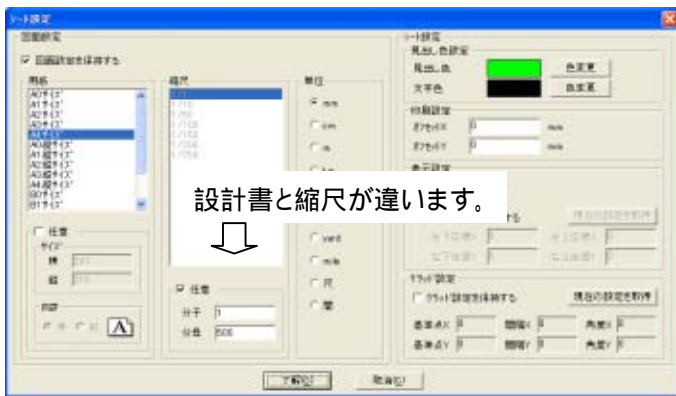 シート設定
図面設定
図面設定を保持する
用紙
A0サイズ
A1サイズ
A2サイズ
A3サイズ
A4サイズ
A0縦サイズ
A1縦サイズ
A2縦サイズ
A3縦サイズ
A4縦サイズ
B0サイズ
B1サイズ
任意
サイズ
横
縦
縮尺
1/1
1/10
1/50
1/100
任意
分子 1
分母 500
単位
mm
cm
m
yard
mile
尺
間
設計書と縮尺が違います。
シート設定
見出し色設定
見出し色 色変更
文字色 色変更
印刷設定
オフセットX 0 mm
オフセットY 0 mm
表示設定
現在の設定を取得
グリッド設定
グリッド設定を保持する 現在の設定を取得
基準点X 0 間隔X 0 角度X 0
基準点Y 0 間隔Y 0 角度Y 0
了解(O) 取消(C)